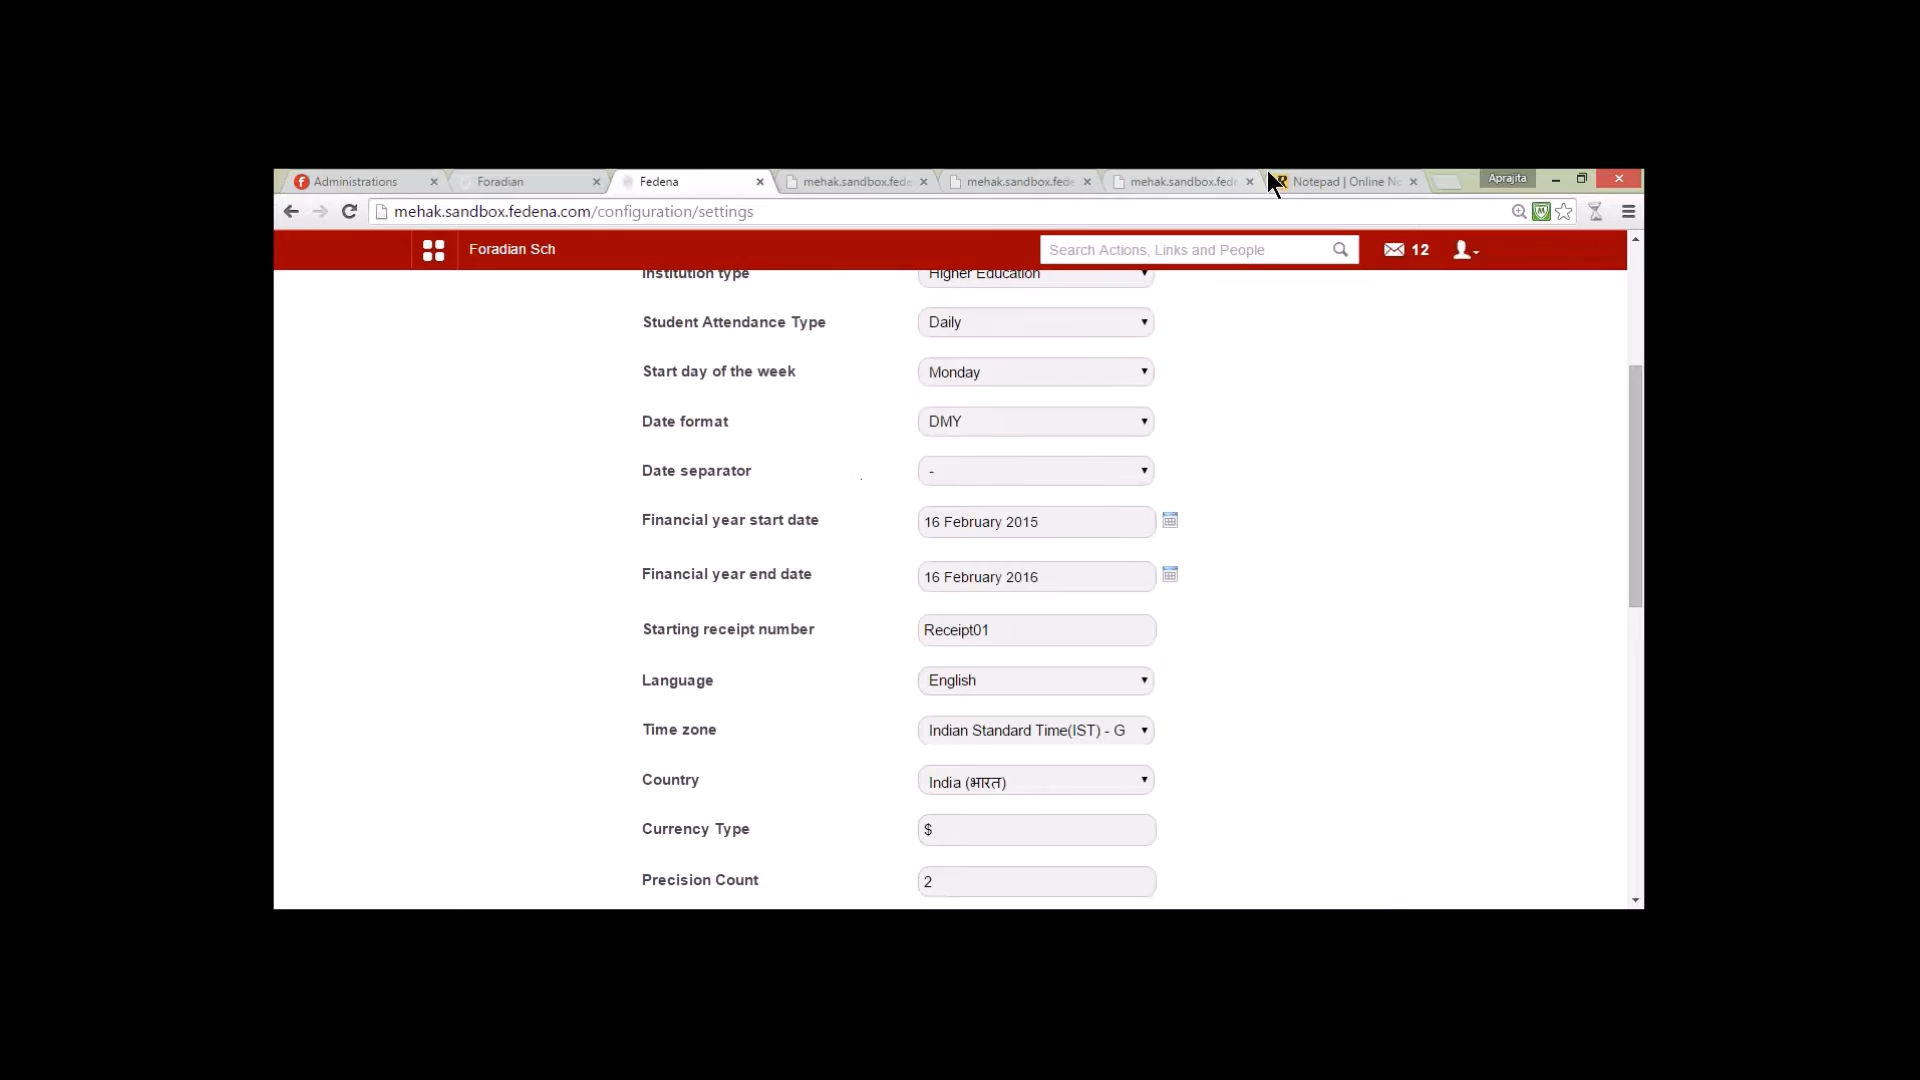 Administrations
Foradian
Fedena
mehak.sandbox.fede
mehak.sandbox.fede
mehak.sandbox.fede
Notepad | Online No
Aprajita
mehak.sandbox.fedena.com/configuration/settings
Foradian Sch
Search Actions, Links and People
12
Institution type Higher Education
Student Attendance Type Daily
Start day of the week Monday
Date format DMY
Date separator -
Financial year start date 16 February 2015
Financial year end date 16 February 2016
Starting receipt number Receipt01
Language English
Time zone Indian Standard Time(IST) - G
Country India (भारत)
Currency Type $
Precision Count 2